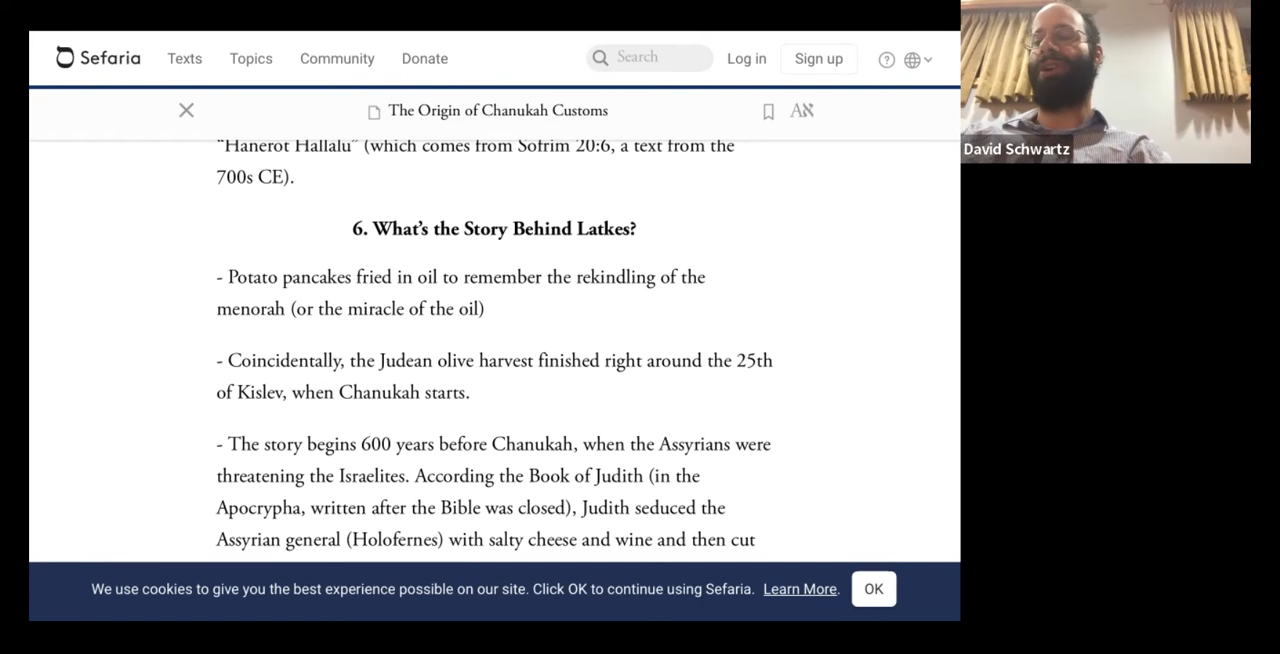 Sefaria Texts Topics Community Donate Search Log in Sign up
The Origin of Chanukah Customs Aא
"Hanerot Hallalu" (which comes from Sofrim 20:6, a text from the
700s CE).
6. What's the Story Behind Latkes?
- Potato pancakes fried in oil to remember the rekindling of the
menorah (or the miracle of the oil)
- Coincidentally, the Judean olive harvest finished right around the 25th
of Kislev, when Chanukah starts.
- The story begins 600 years before Chanukah, when the Assyrians were
threatening the Israelites. According the Book of Judith (in the
Apocrypha, written after the Bible was closed), Judith seduced the
Assyrian general (Holofernes) with salty cheese and wine and then cut
We use cookies to give you the best experience possible on our site. Click OK to continue using Sefaria. Learn More. OK
David Schwartz